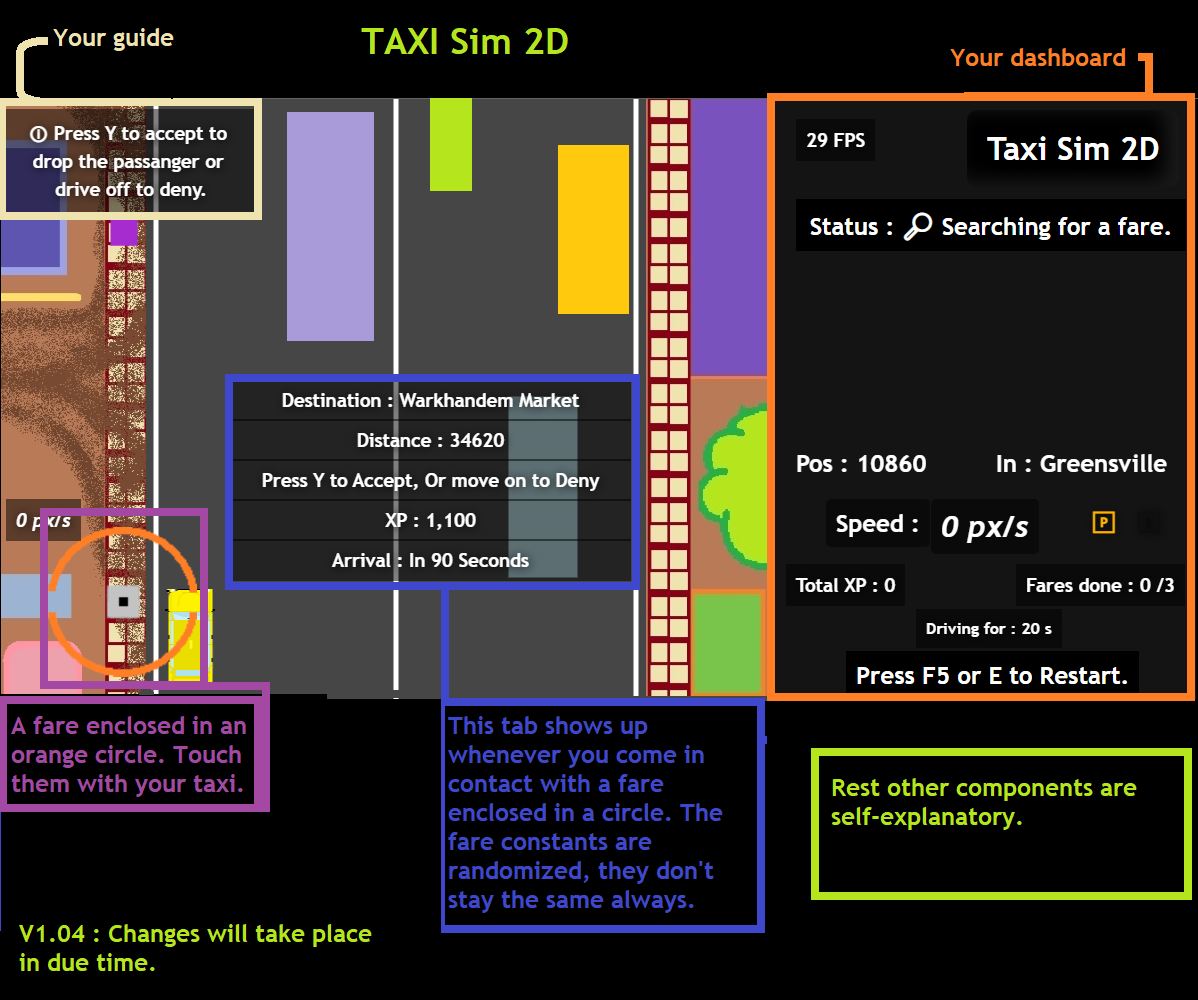 Your guide
TAXI Sim 2D
Your dashboard
① Press Y to accept to
drop the passanger or
drive off to deny.
29 FPS
Taxi Sim 2D
Status : 🔎 Searching for a fare.
Destination : Warkhandem Market
Distance : 34620
Press Y to Accept, Or move on to Deny
XP : 1,100
Arrival : In 90 Seconds
Pos : 10860
In : Greensville
0 px/s
Speed :
0 px/s
P
Total XP : 0
Fares done : 0 /3
Driving for : 20 s
Press F5 or E to Restart.
A fare enclosed in an
orange circle. Touch
them with your taxi.
This tab shows up
whenever you come in
contact with a fare
enclosed in a circle. The
fare constants are
randomized, they don't
stay the same always.
Rest other components are
self-explanatory.
V1.04 : Changes will take place
in due time.